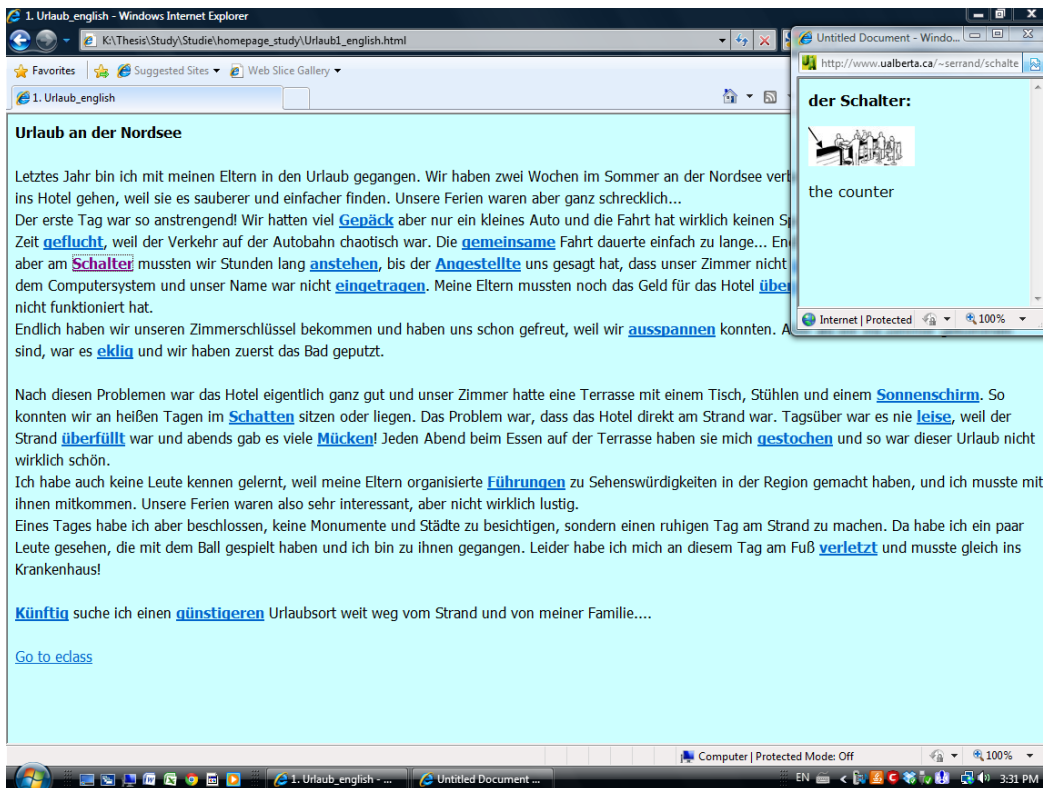 1. Urlaub_english - Windows Internet Explorer
K:\Thesis\Study\Studie\homepage_study\Urlaub1_english.html
Favorites Suggested Sites Web Slice Gallery
1. Urlaub_english
Urlaub an der Nordsee
Letztes Jahr bin ich mit meinen Eltern in den Urlaub gegangen. Wir haben zwei Wochen im Sommer an der Nordsee
ins Hotel gehen, weil sie es sauberer und einfacher finden. Unsere Ferien waren aber ganz schrecklich...
Der erste Tag war so anstrengend! Wir hatten viel Gepäck aber nur ein kleines Auto und die Fahrt hat wirklich keinen
Zeit geflucht, weil der Verkehr auf der Autobahn chaotisch war. Die gemeinsame Fahrt dauerte einfach zu lange...
aber am Schalter mussten wir Stunden lang anstehen, bis der Angestellte uns gesagt hat, dass unser Zimmer nicht
dem Computersystem und unser Name war nicht eingetragen. Meine Eltern mussten noch das Geld für das Hotel
nicht funktioniert hat.
Endlich haben wir unseren Zimmerschlüssel bekommen und haben uns schon gefreut, weil wir ausspannen konnten.
sind, war es eklig und wir haben zuerst das Bad geputzt.
Nach diesen Problemen war das Hotel eigentlich ganz gut und unser Zimmer hatte eine Terrasse mit einem Tisch, Stühlen und einem Sonnenschirm. So
konnten wir an heißen Tagen im Schatten sitzen oder liegen. Das Problem war, dass das Hotel direkt am Strand war. Tagsüber war es nie leise, weil der
Strand überfüllt war und abends gab es viele Mücken! Jeden Abend beim Essen auf der Terrasse haben sie mich gestochen und so war dieser Urlaub nicht
wirklich schön.
Ich habe auch keine Leute kennen gelernt, weil meine Eltern organisierte Führungen zu Sehenswürdigkeiten in der Region gemacht haben, und ich musste mit
ihnen mitkommen. Unsere Ferien waren also sehr interessant, aber nicht wirklich lustig.
Eines Tages habe ich aber beschlossen, keine Monumente und Städte zu besichtigen, sondern einen ruhigen Tag am Strand zu machen. Da habe ich ein paar
Leute gesehen, die mit dem Ball gespielt haben und ich bin zu ihnen gegangen. Leider habe ich mich an diesem Tag am Fuß verletzt und musste gleich ins
Krankenhaus!
Künftig suche ich einen günstigeren Urlaubsort weit weg vom Strand und von meiner Familie....
Go to eclass
Untitled Document - Windo...
http://www.ualberta.ca/~serrand/schalte
der Schalter:
the counter
Internet | Protected 100%
Computer | Protected Mode: Off 100%
1. Urlaub_english - ... Untitled Document ... EN 3:31 PM